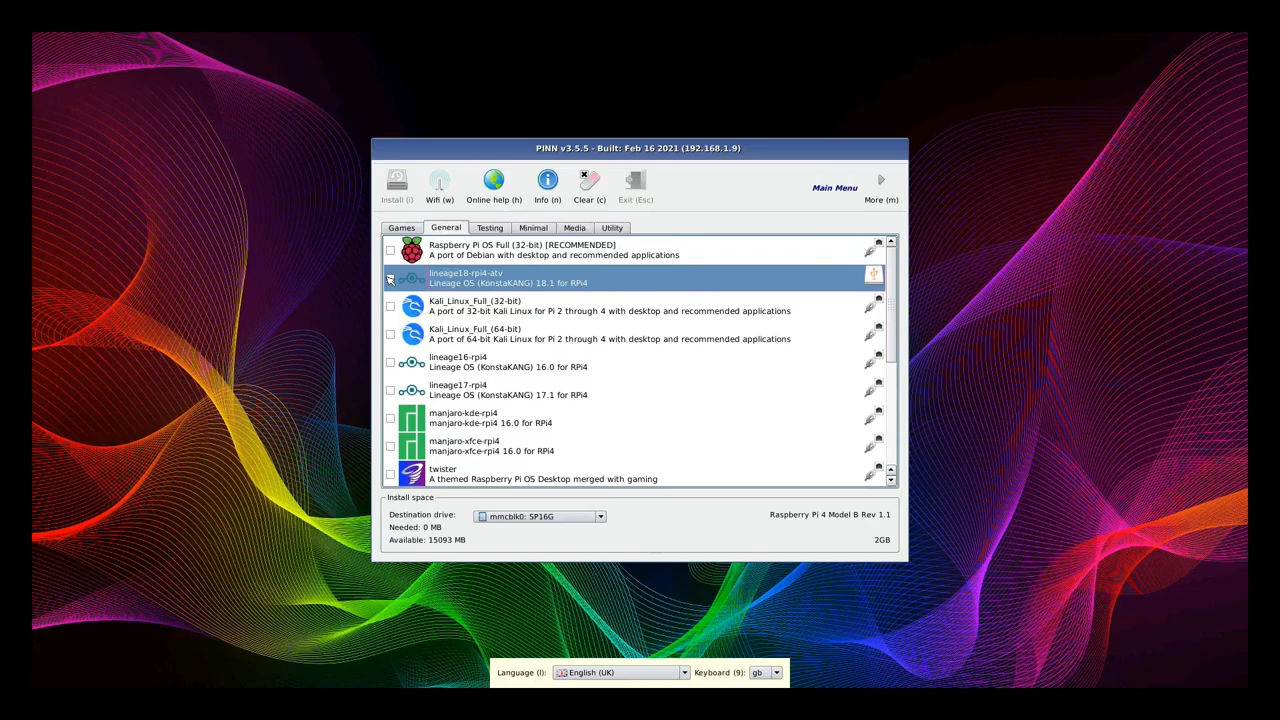 PINN v3.5.5 - Built: Feb 16 2021 (192.168.1.9)
Install (i)
Wifi (w)
Online help (h)
Info (n)
Clear (c)
Exit (Esc)
Main Menu
More (m)
Games
General
Testing
Minimal
Media
Utility
Raspberry Pi OS Full (32-bit) [RECOMMENDED]
A port of Debian with desktop and recommended applications
lineage18-rpi4-atv
Lineage OS (KonstaKANG) 18.1 for RPi4
Kali_Linux_Full_(32-bit)
A port of 32-bit Kali Linux for Pi 2 through 4 with desktop and recommended applications
Kali_Linux_Full_(64-bit)
A port of 64-bit Kali Linux for Pi 2 through 4 with desktop and recommended applications
lineage16-rpi4
Lineage OS (KonstaKANG) 16.0 for RPi4
lineage17-rpi4
Lineage OS (KonstaKANG) 17.1 for RPi4
manjaro-kde-rpi4
manjaro-kde-rpi4 16.0 for RPi4
manjaro-xfce-rpi4
manjaro-xfce-rpi4 16.0 for RPi4
twister
A themed Raspberry Pi OS Desktop merged with gaming
Install space
Destination drive:
mmcblk0: SP16G
Raspberry Pi 4 Model B Rev 1.1
Needed: 0 MB
Available: 15093 MB
2GB
Language (l):
English (UK)
Keyboard (9):
gb